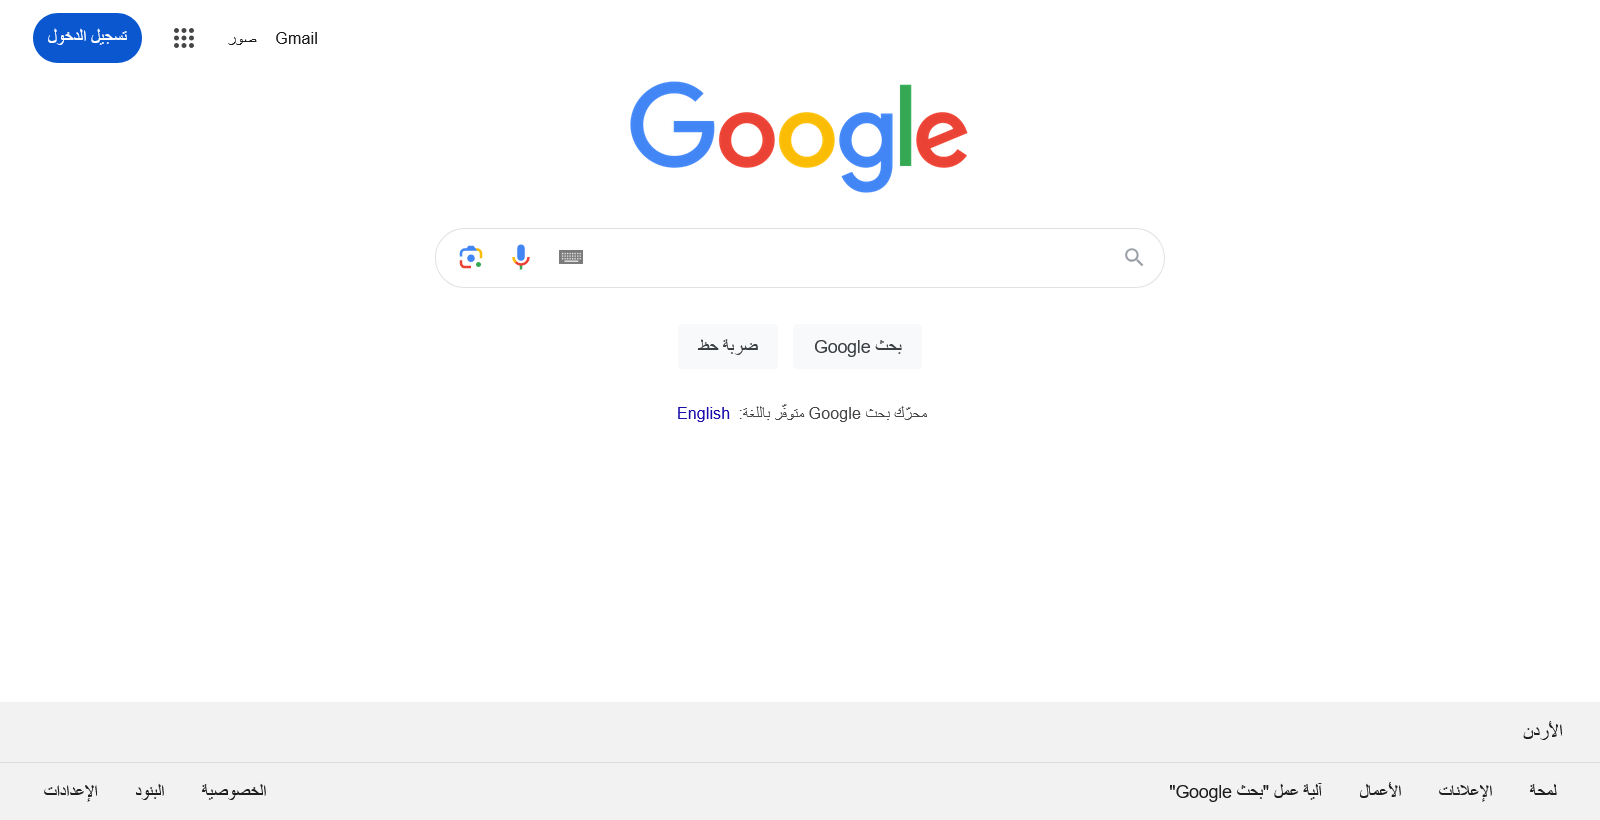 Gmail صور تسجيل الدخول
Google
بحث Google ضربة حظ
محرّك بحث Google متوفّر باللغة: English
الأردن
لمحة الإعلانات الأعمال آلية عمل "بحث Google" الخصوصية البنود الإعدادات